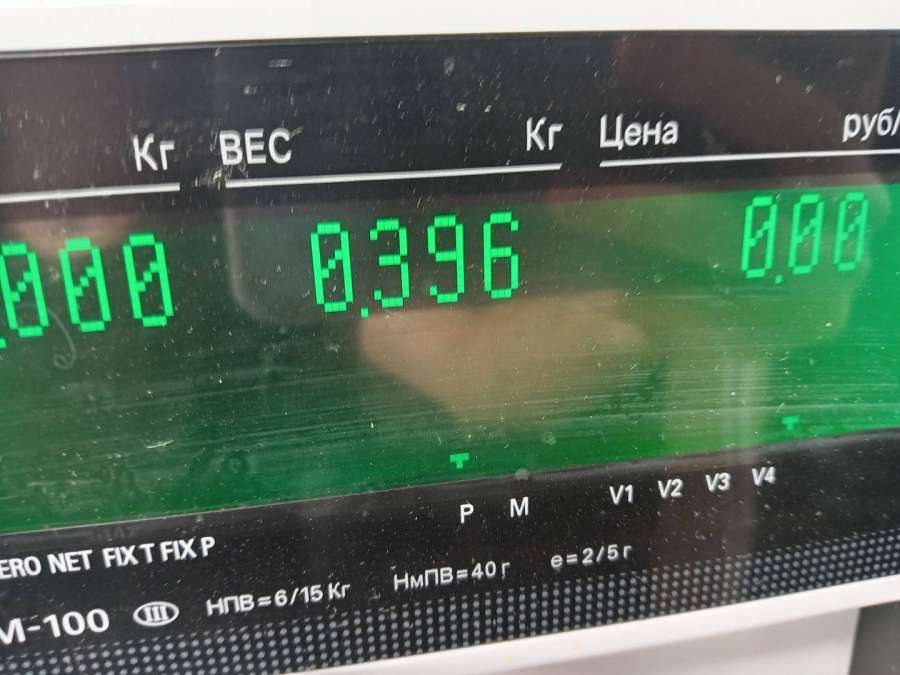 Кг ВЕС Кг Цена руб/
.000 0.396 0.00
P M V1 V2 V3 V4
ERO NET FIX T FIX P
M-100 III НПВ=6/15 Кг НмПВ=40 г e=2/5 г